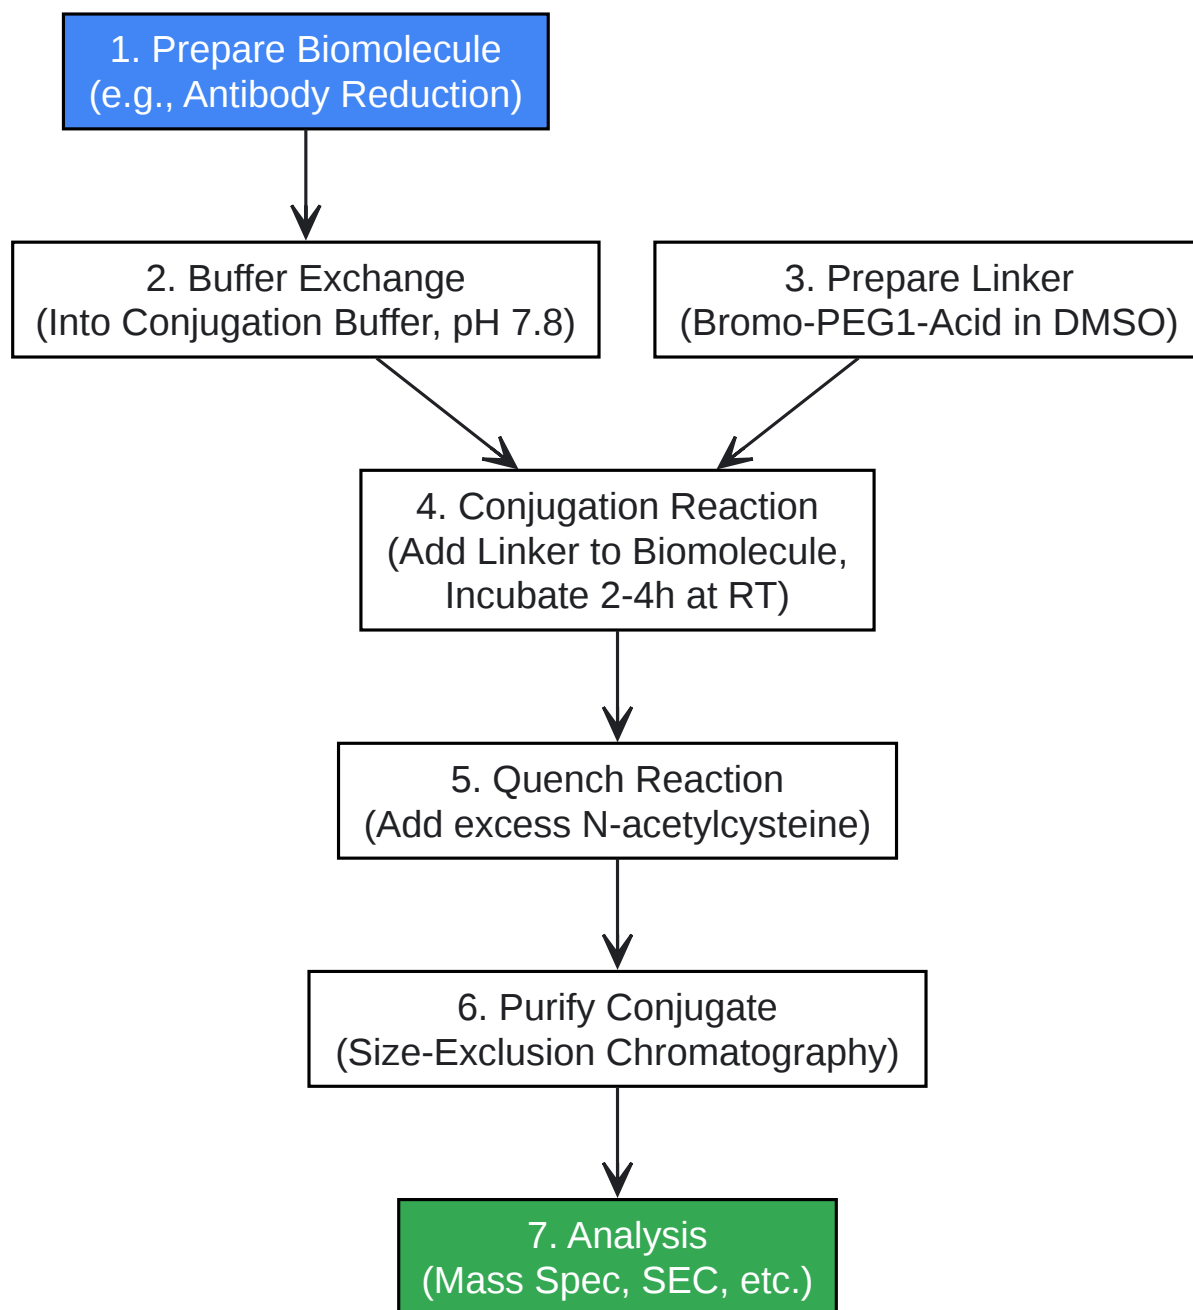 1. Prepare Biomolecule
(e.g., Antibody Reduction)
2. Buffer Exchange
(Into Conjugation Buffer, pH 7.8)
3. Prepare Linker
(Bromo-PEG1-Acid in DMSO)
4. Conjugation Reaction
(Add Linker to Biomolecule,
Incubate 2-4h at RT)
5. Quench Reaction
(Add excess N-acetylcysteine)
6. Purify Conjugate
(Size-Exclusion Chromatography)
7. Analysis
(Mass Spec, SEC, etc.)